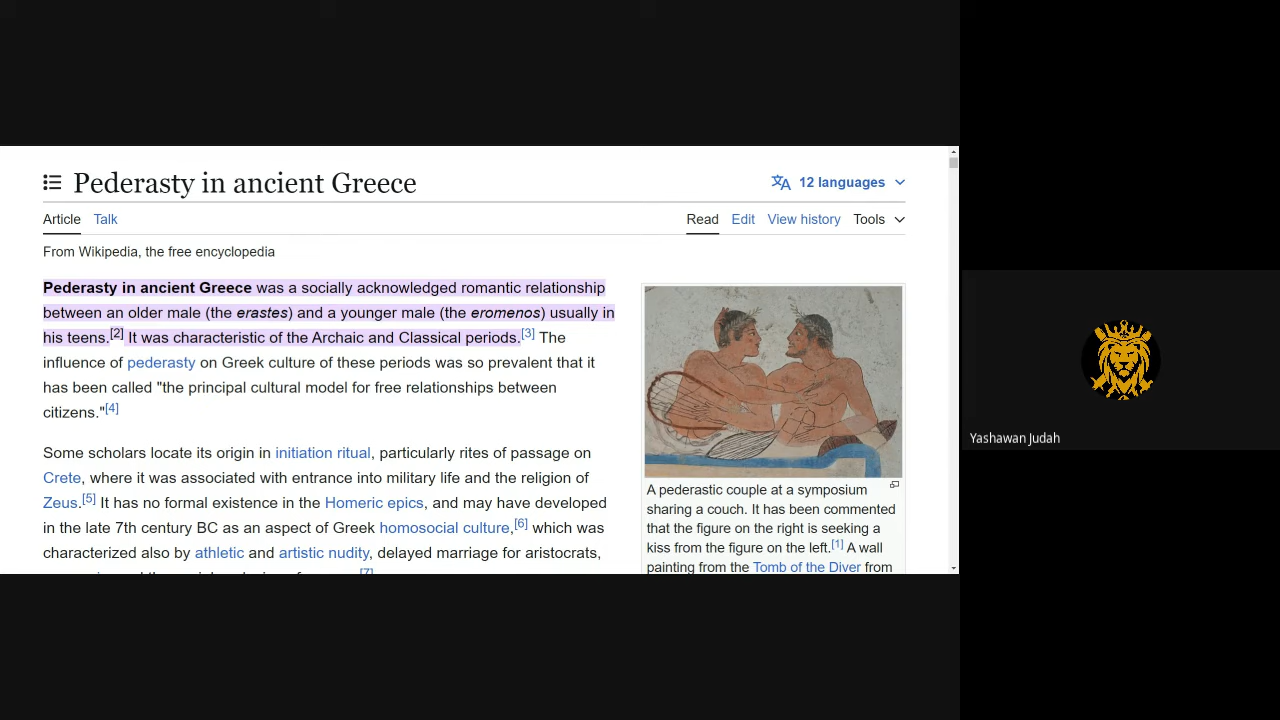 Pederasty in ancient Greece
12 languages
Article Talk
Read Edit View history Tools
From Wikipedia, the free encyclopedia
Pederasty in ancient Greece was a socially acknowledged romantic relationship
between an older male (the erastes) and a younger male (the eromenos) usually in
his teens.[2] It was characteristic of the Archaic and Classical periods.[3] The
influence of pederasty on Greek culture of these periods was so prevalent that it
has been called "the principal cultural model for free relationships between
citizens."[4]
Some scholars locate its origin in initiation ritual, particularly rites of passage on
Crete, where it was associated with entrance into military life and the religion of
Zeus.[5] It has no formal existence in the Homeric epics, and may have developed
in the late 7th century BC as an aspect of Greek
homosocial culture,[6] which was
characterized also by athletic and artistic nudity, delayed marriage for aristocrats,
[7]
A pederastic couple at a symposium
sharing a couch. It has been commented
that the figure on the right is seeking a
kiss from the figure on the left.[1] A wall
painting from the Tomb of the Diver from
Yashawan Judah